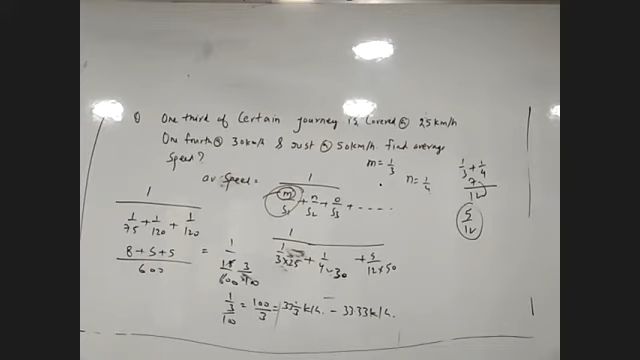 Q One third of Certain journey is Covered @ 25km/h
One fourth @ 30km/h & rest @ 50km/h. find average
Speed?
m = 1/3
n = 1/4
1/3 + 1/4
7/12
5/12
av Speed = 1 / (m/s1 + n/s2 + o/s3 + ....
1 / (1/(3×25) + 1/(4×30) + 5/(12×50)
1 / (1/75 + 1/120 + 1/120)
(8+5+5)/600
= 1 / (18/600 3/100
1 / (3/100) = 100/3 = 33 1/3 k/h. - 33.33 k/h.